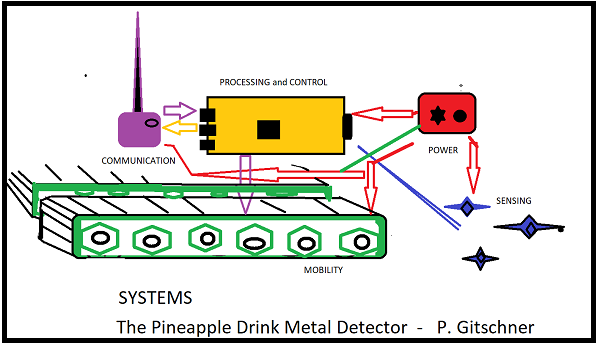 PROCESSING and CONTROL
COMMUNICATION
POWER
SENSING
MOBILITY
SYSTEMS
The Pineapple Drink Metal Detector - P. Gitschner